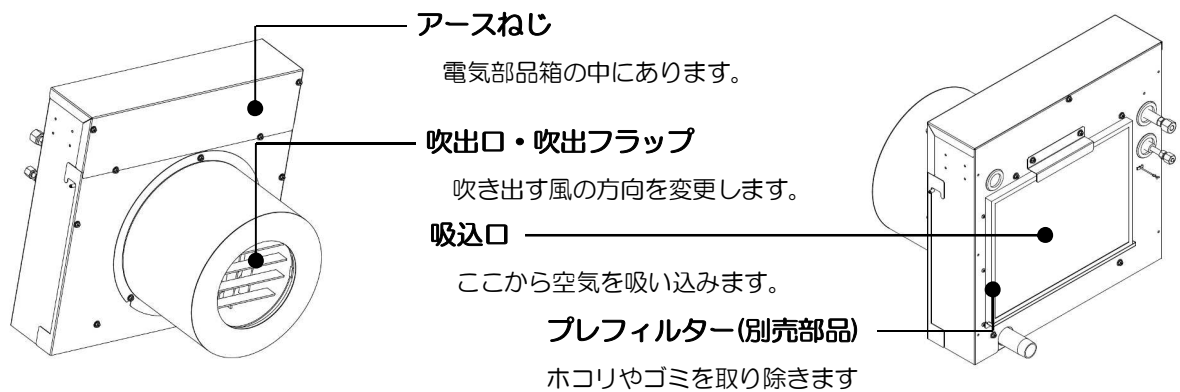 アースねじ
電気部品箱の中にあります。
吹出口・吹出フラップ
吹き出す風の方向を変更します。
吸込口
ここから空気を吸い込みます。
プレフィルター(別売部品)
ホコリやゴミを取り除きます